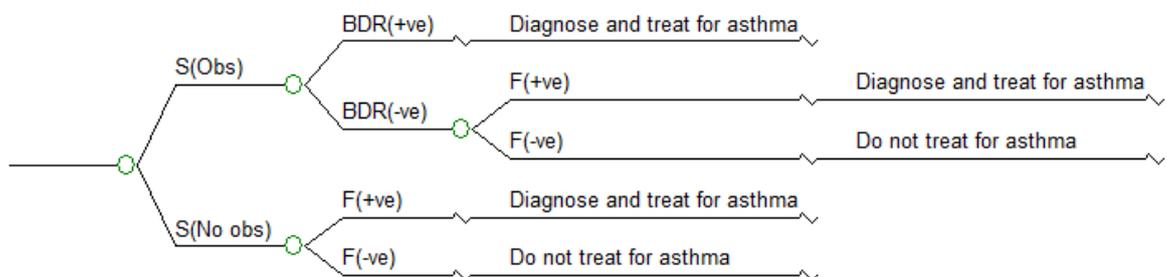 BDR(+ve) Diagnose and treat for asthma
S(Obs)
F(+ve) Diagnose and treat for asthma
BDR(-ve)
F(-ve) Do not treat for asthma
F(+ve) Diagnose and treat for asthma
S(No obs)
F(-ve) Do not treat for asthma